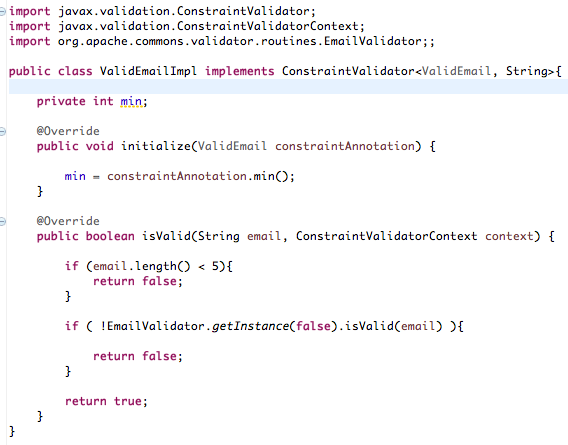 import javax.validation.ConstraintValidator;
import javax.validation.ConstraintValidatorContext;
import org.apache.commons.validator.routines.EmailValidator;;
public class ValidEmailImpl implements ConstraintValidator<ValidEmail, String>{
private int min;
@Override
public void initialize(ValidEmail constraintAnnotation) {
min = constraintAnnotation.min();
}
@Override
public boolean isValid(String email, ConstraintValidatorContext context) {
if (email.length() < 5){
return false;
}
if ( !EmailValidator.getInstance(false).isValid(email) ){
return false;
}
return true;
}
}